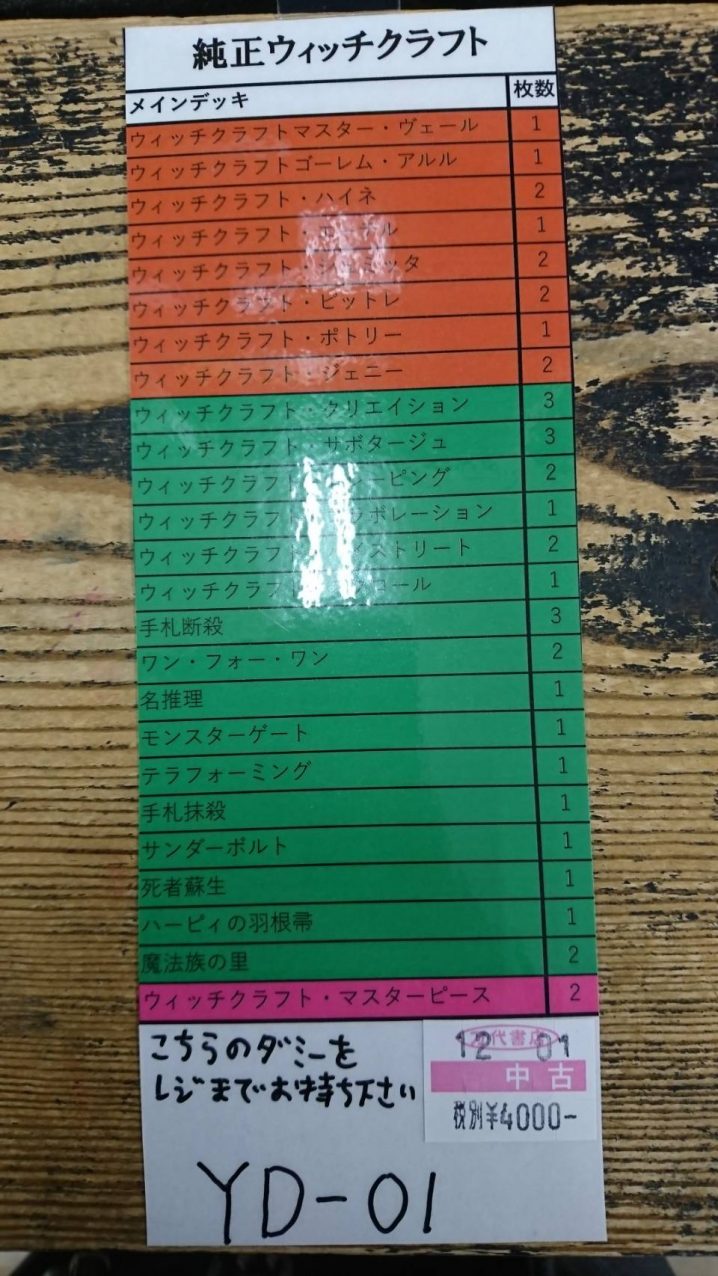 純正ウィッチクラフト
メインデッキ 枚数
ウィッチクラフトマスター・ヴェール 1
ウィッチクラフトゴーレム・アルル 1
ウィッチクラフト・ハイネ 2
ウィッチクラフト・エーデル 1
ウィッチクラフト・シュミッタ 2
ウィッチクラフト・ピットレ 2
ウィッチクラフト・ポトリー 1
ウィッチクラフト・ジェニー 2
ウィッチクラフト・クリエイション 3
ウィッチクラフト・サボタージュ 3
ウィッチクラフト 2
ウィッチクラフト 1
ウィッチクラフト 2
ウィッチクラフト 1
手札断殺 3
ワン・フォー・ワン 2
名推理 1
モンスターゲート 1
テラフォーミング 1
手札抹殺 1
サンダーボルト 1
死者蘇生 1
ハーピィの羽根帚 1
魔法族の里 2
ウィッチクラフト・マスターピース 2
こちらのダミーを
レジまでお持ち下さい
12 01
中古
税別¥4000-
YD-01